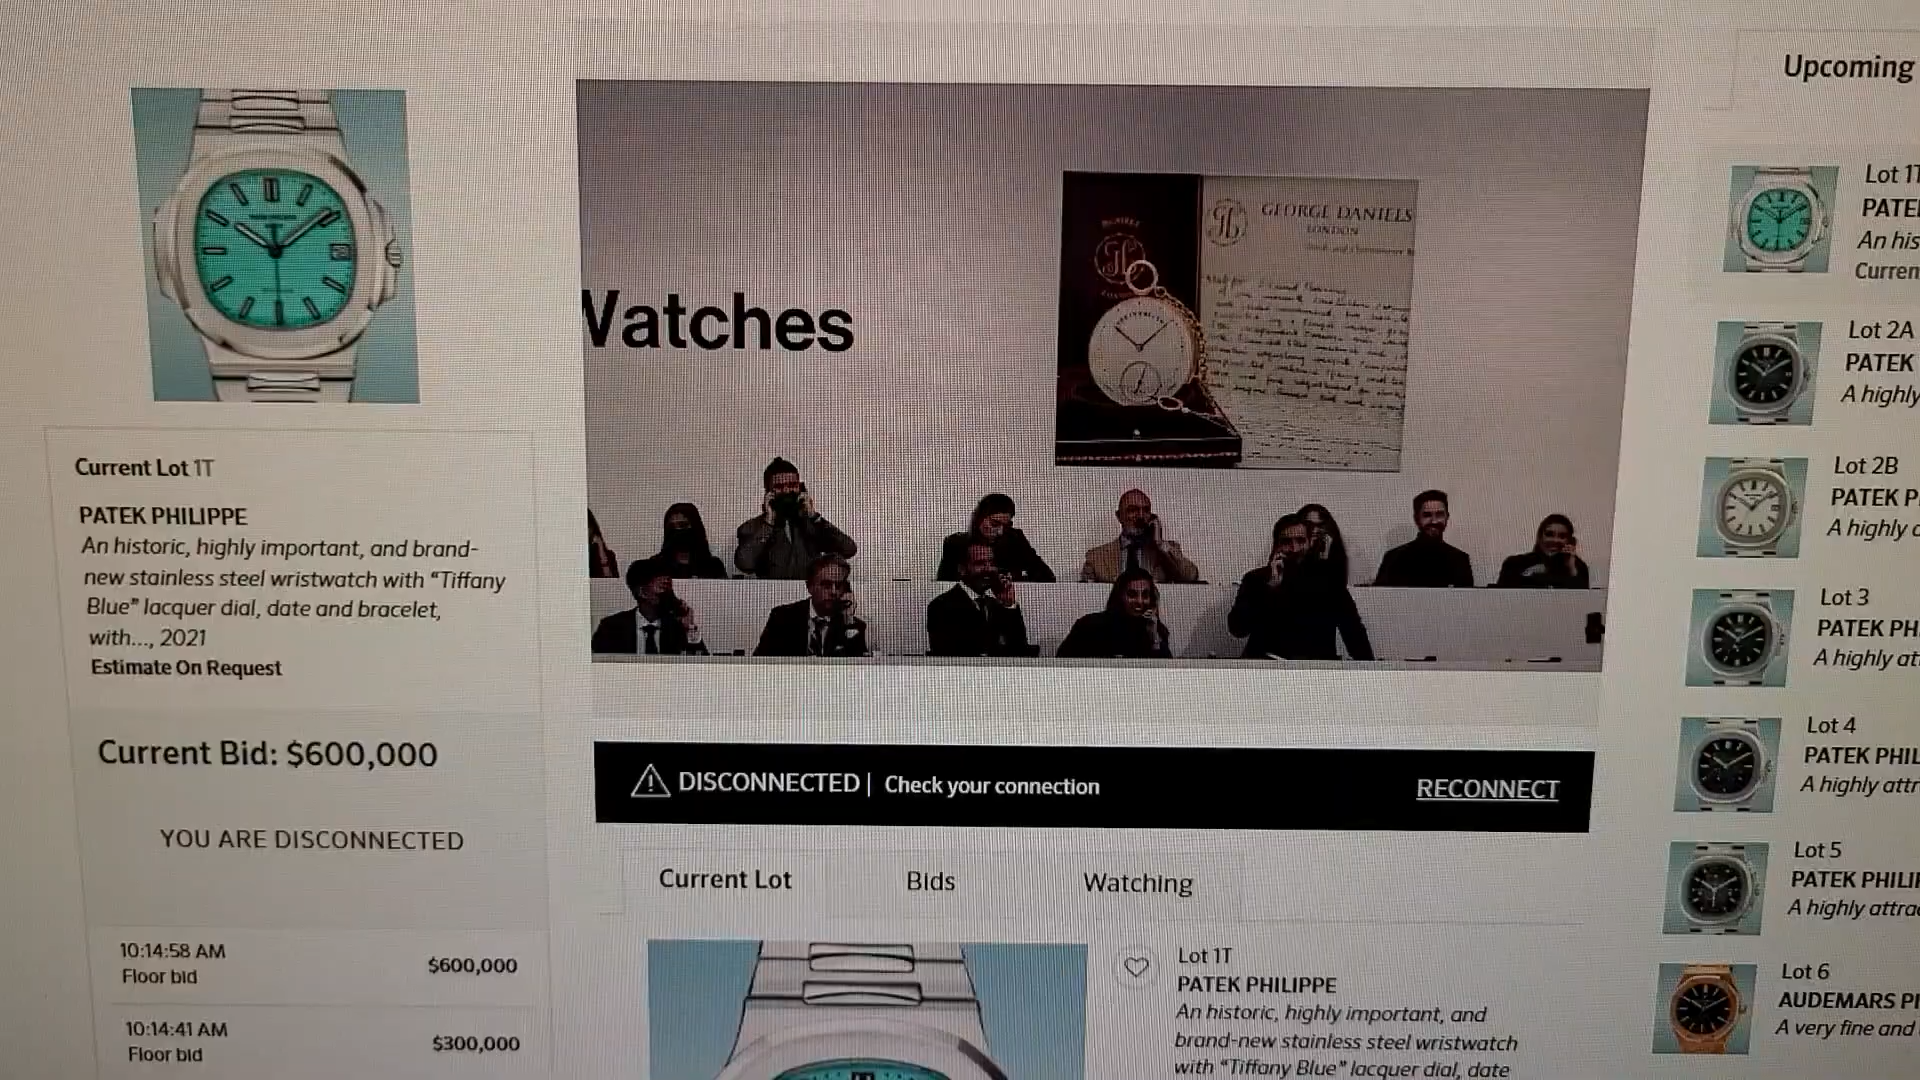 Current Lot 1T
PATEK PHILIPPE
An historic, highly important, and brand-
new stainless steel wristwatch with “Tiffany
Blue” lacquer dial, date and bracelet,
with..., 2021
Estimate On Request
Current Bid: $600,000
YOU ARE DISCONNECTED
10:14:58 AM
Floor bid
$600,000
10:14:41 AM
Floor bid
$300,000
Watches
GEORGE DANIELS
LONDON
DISCONNECTED | Check your connection
RECONNECT
Current Lot
Bids
Watching
Lot 1T
PATEK PHILIPPE
An historic, highly important, and
brand-new stainless steel wristwatch
with “Tiffany Blue” lacquer dial, date
Upcoming
Lot 1T
PATE
An his
Curren
Lot 2A
PATEK
A highly
Lot 2B
PATEK P
A highly
Lot 3
PATEK PH
A highly at
Lot 4
PATEK PHIL
A highly attr
Lot 5
PATEK PHILI
A highly attra
Lot 6
AUDEMARS PI
A very fine and